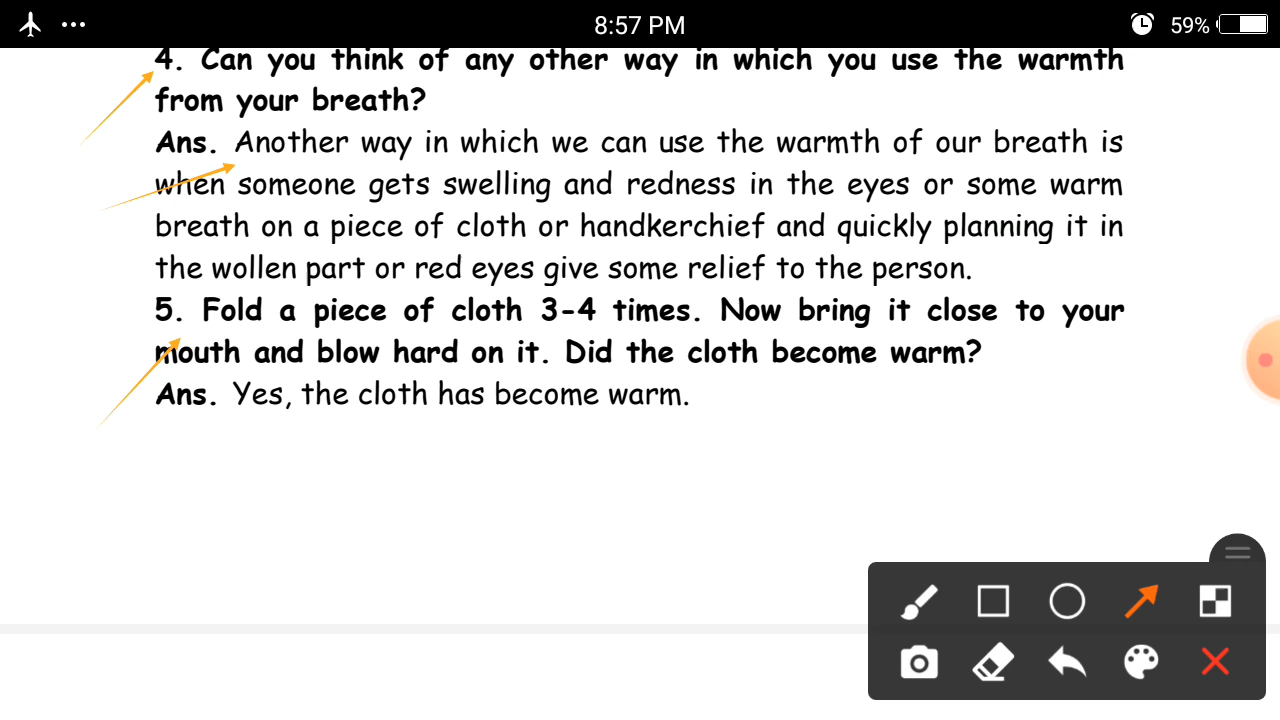 8:57 PM
59%
4. Can you think of any other way in which you use the warmth
from your breath?
Ans. Another way in which we can use the warmth of our breath is
when someone gets swelling and redness in the eyes or some warm
breath on a piece of cloth or handkerchief and quickly planning it in
the wollen part or red eyes give some relief to the person.
5. Fold a piece of cloth 3-4 times. Now bring it close to your
mouth and blow hard on it. Did the cloth become warm?
Ans. Yes, the cloth has become warm.